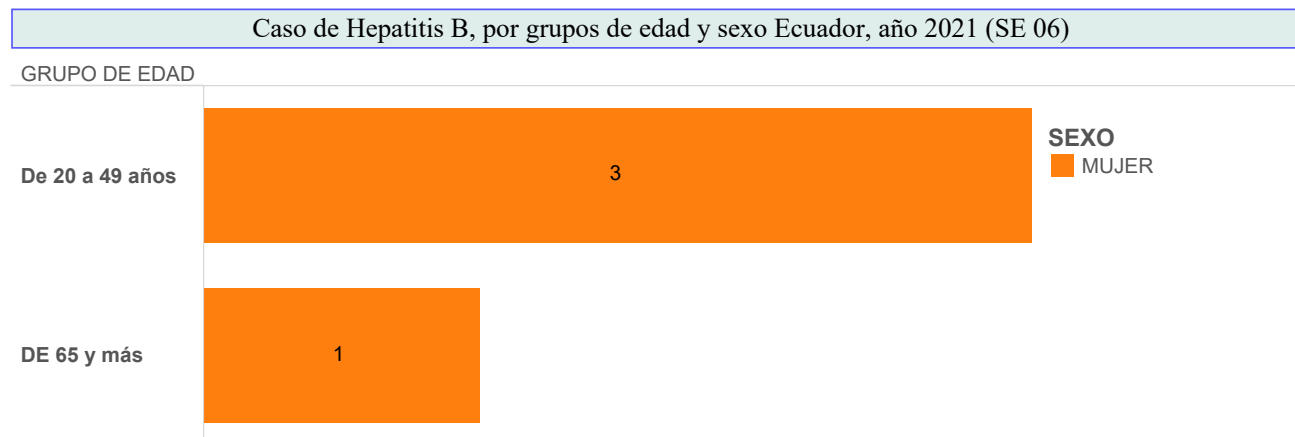 Caso de Hepatitis B, por grupos de edad y sexo Ecuador, año 2021 (SE 06)
GRUPO DE EDAD
De 20 a 49 años
3
SEXO
MUJER
DE 65 y más
1